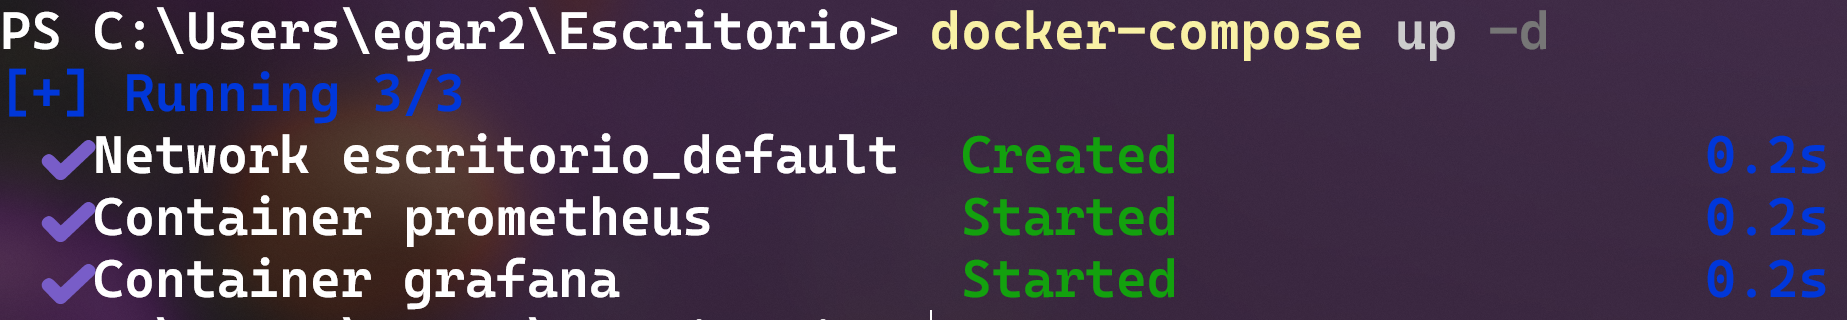 PS C:\Users\egar2\Escritorio> docker-compose up -d
[+] Running 3/3
✔Network escritorio_default Created 0.2s
✔Container prometheus Started 0.2s
✔Container grafana Started 0.2s